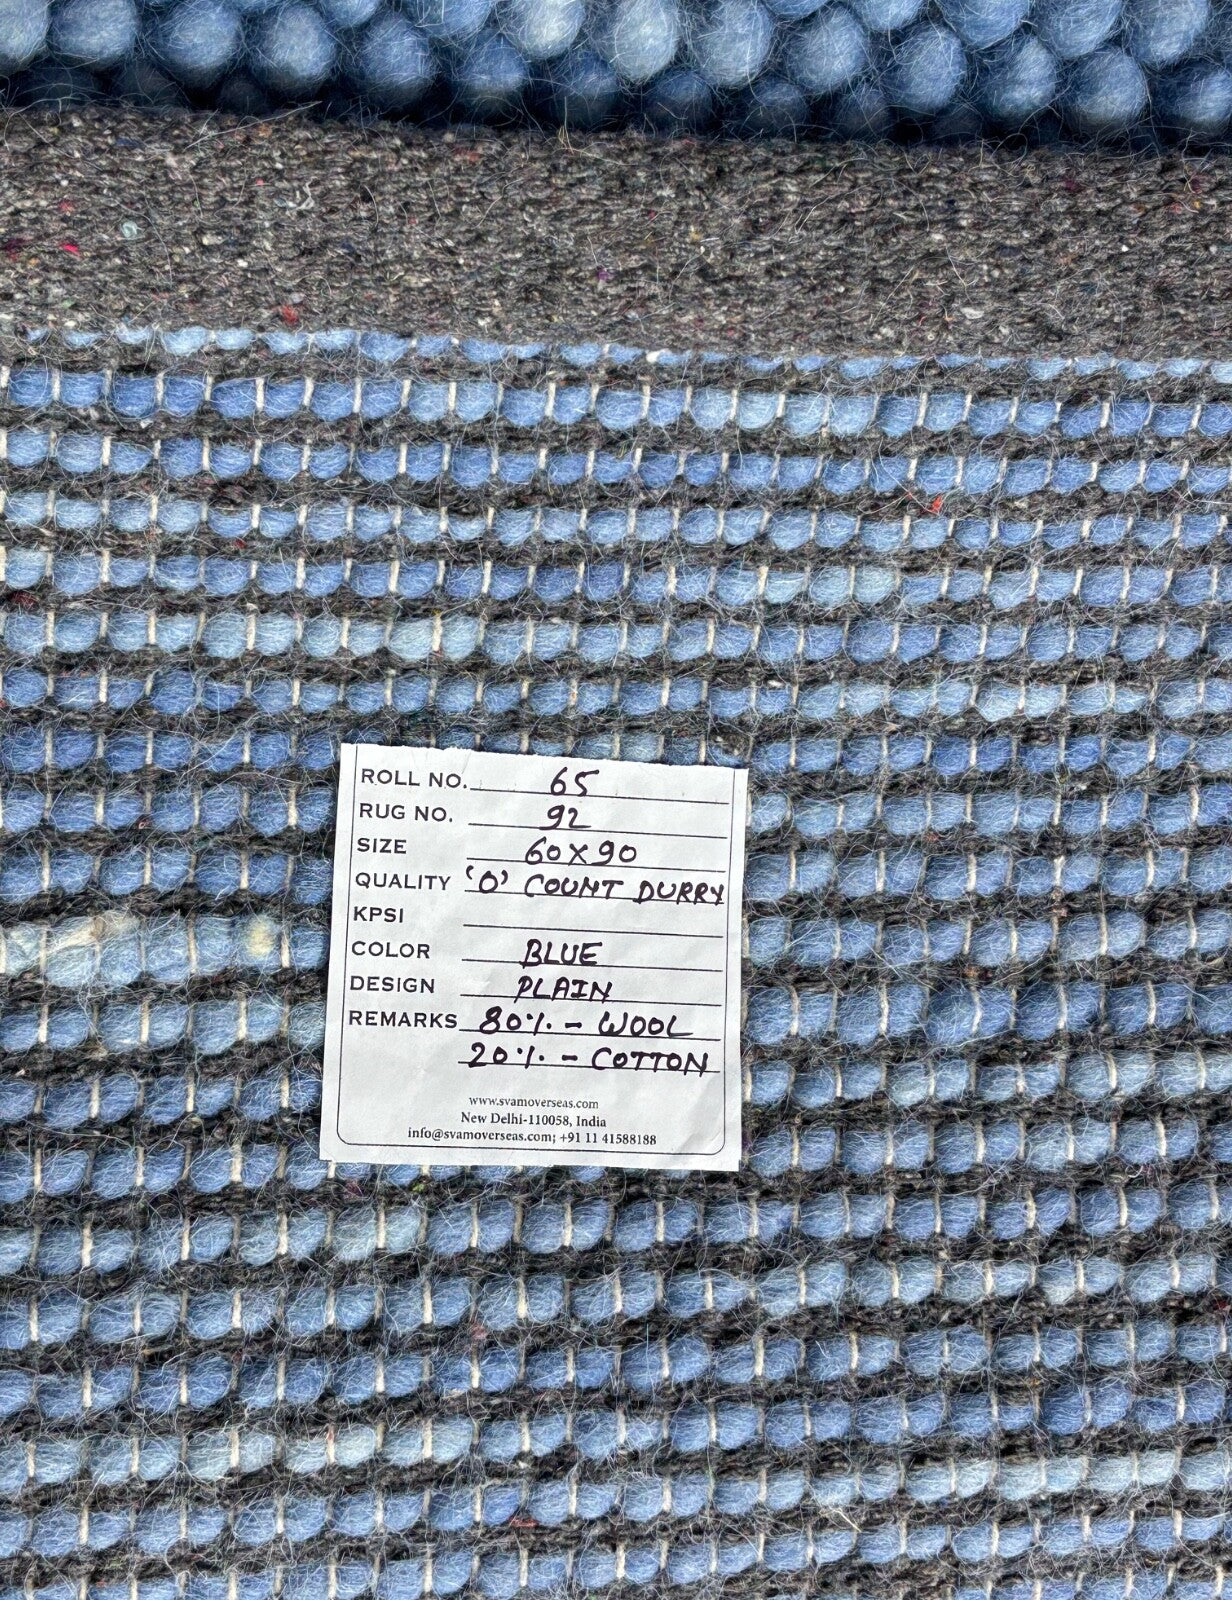 ROLL NO. 65
RUG NO. 92
SIZE 60X90
QUALITY 'O' COUNT DURRY
KPSI
COLOR BLUE
DESIGN PLAIN
REMARKS 80% - WOOL
20% - COTTON
www.svamoverseas.com
New Delhi-110058, India
info@svamoverseas.com; +91 11 41588188